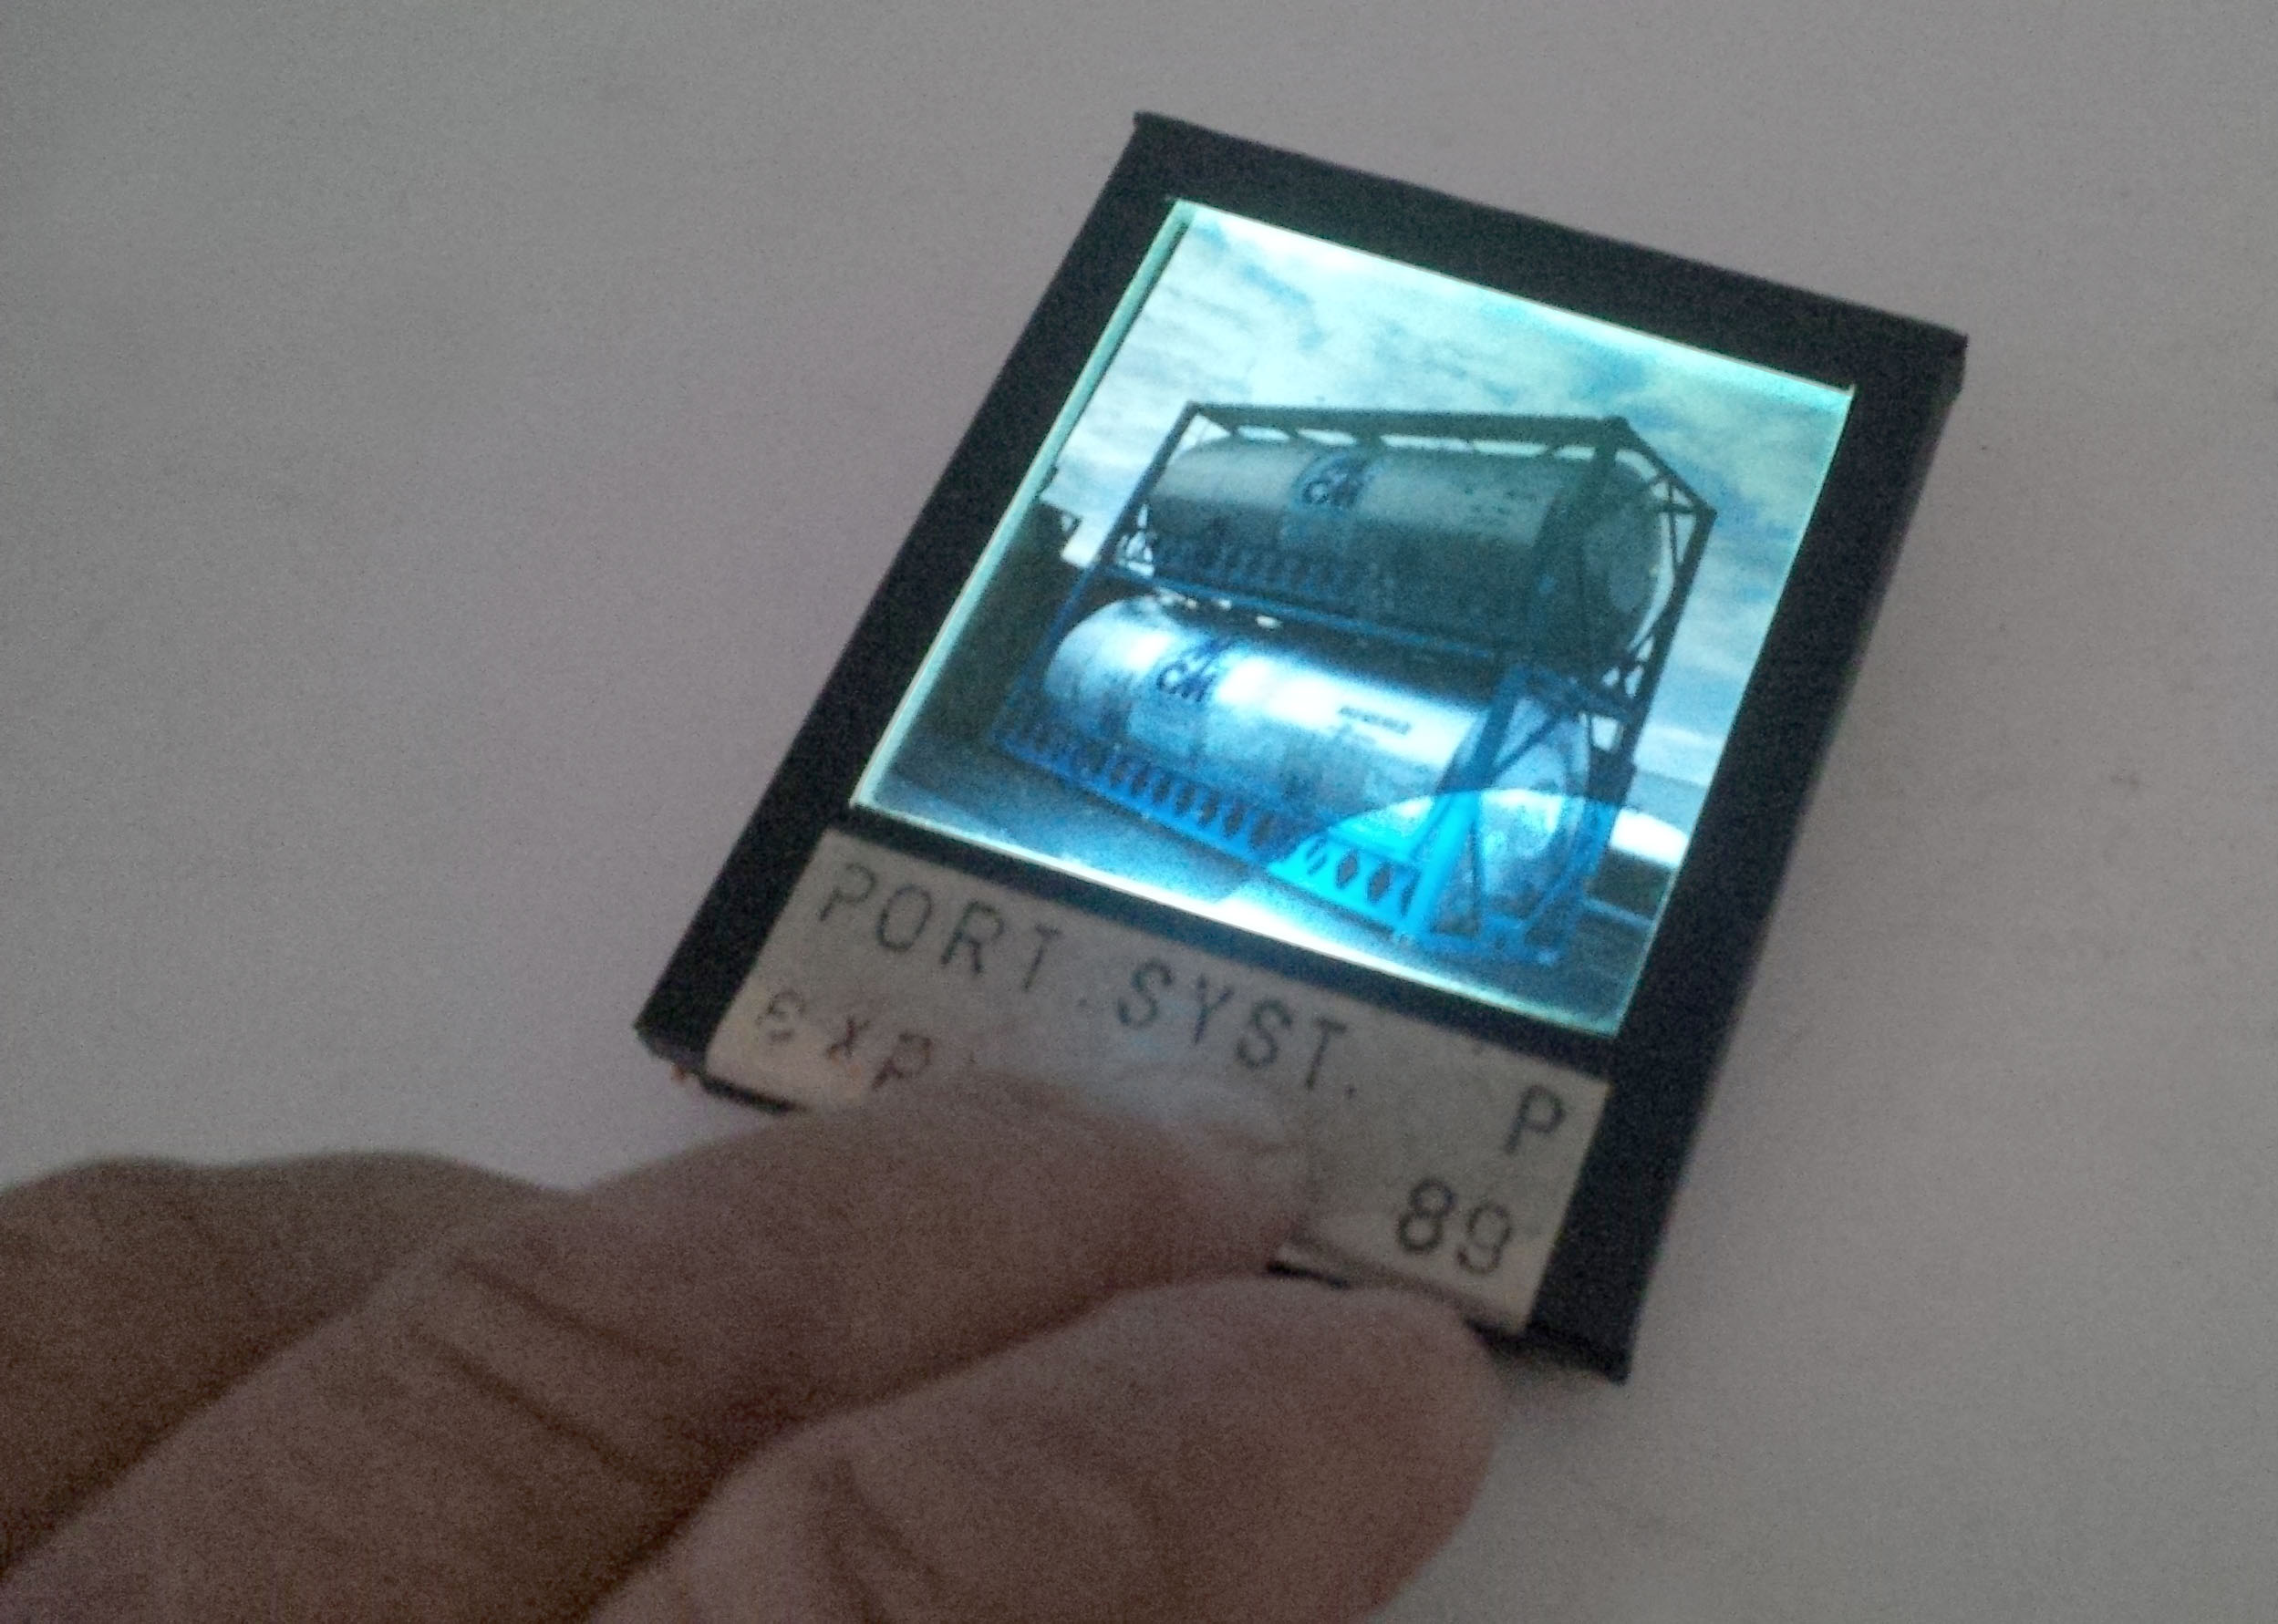 CM
CM
PORT. SYST. P
exp 89